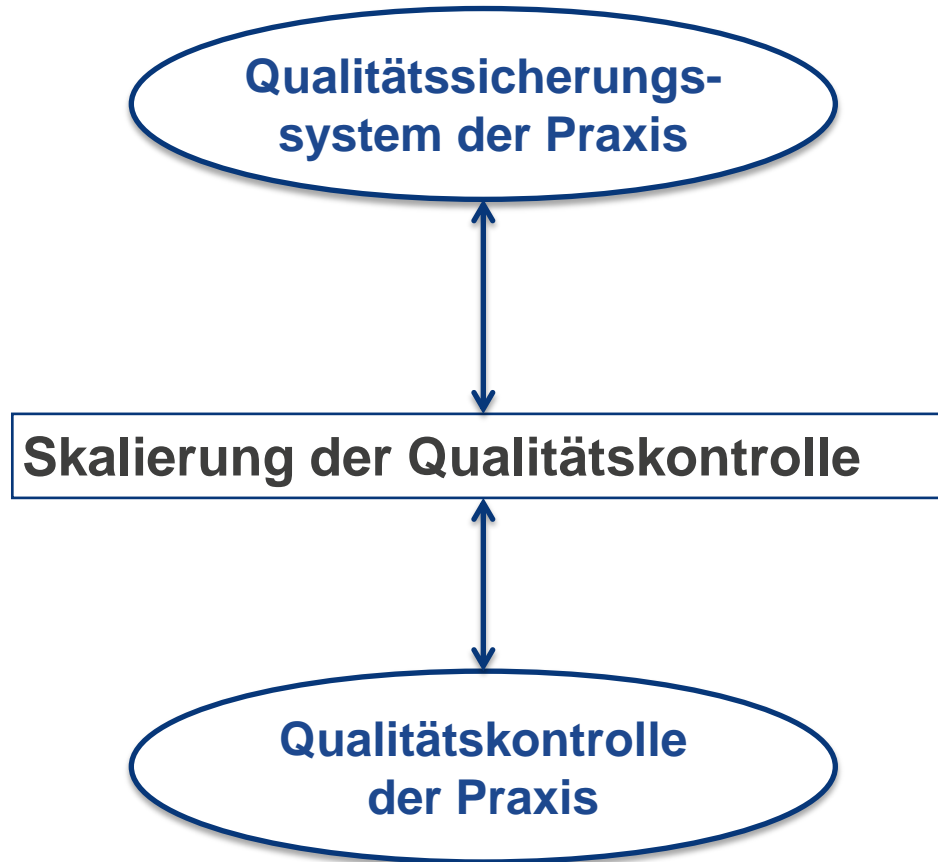 Qualitätssicherungs-
system der Praxis
Skalierung der Qualitätskontrolle
Qualitätskontrolle
der Praxis